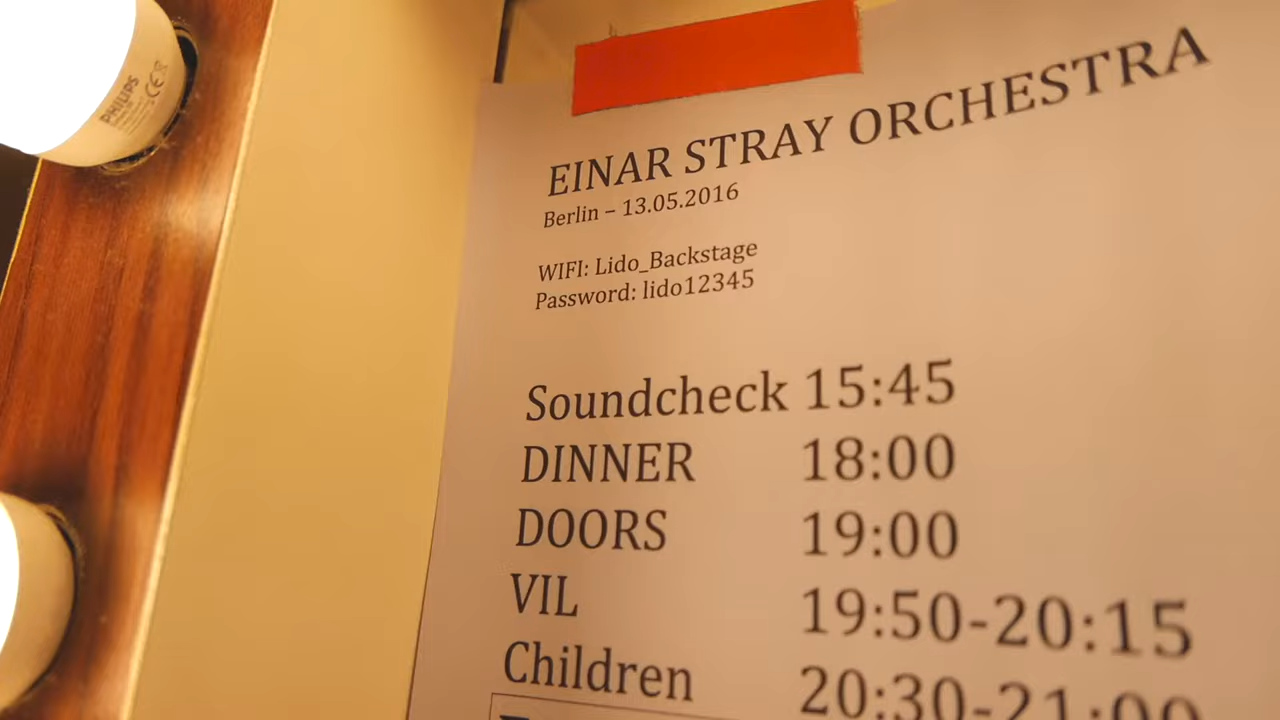 PHILIPS
CE
EINAR STRAY ORCHESTRA
Berlin – 13.05.2016
WIFI: Lido_Backstage
Password: lido12345
Soundcheck 15:45
DINNER 18:00
DOORS 19:00
VIL 19:50-20:15
Children 20:30-21:00